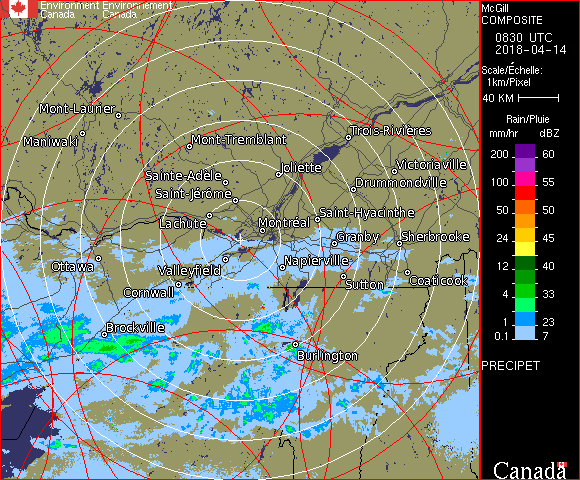 Environment Environnement
Canada Canada
McGill
COMPOSITE
0830 UTC
2018-04-14
Scale/Échelle:
1km/Pixel
40 KM
Rain/Pluie
mm/hr dBZ
200 60
55
100 55
50 50
24 45
12 40
4 33
1 23
0.1 7
PRECIPET
Canada
Mont-Laurier
Maniwaki
Mont-Tremblant
Trois-Rivières
Joliette
Victoriaville
Sainte-Adèle
Drummondville
Saint-Jérôme
Lachute
Saint-Hyacinthe
Montréal
Granby
Sherbrooke
Ottawa
Valleyfield
Napierville
Cornwall
Sutton
Coaticook
Brockville
Burlington